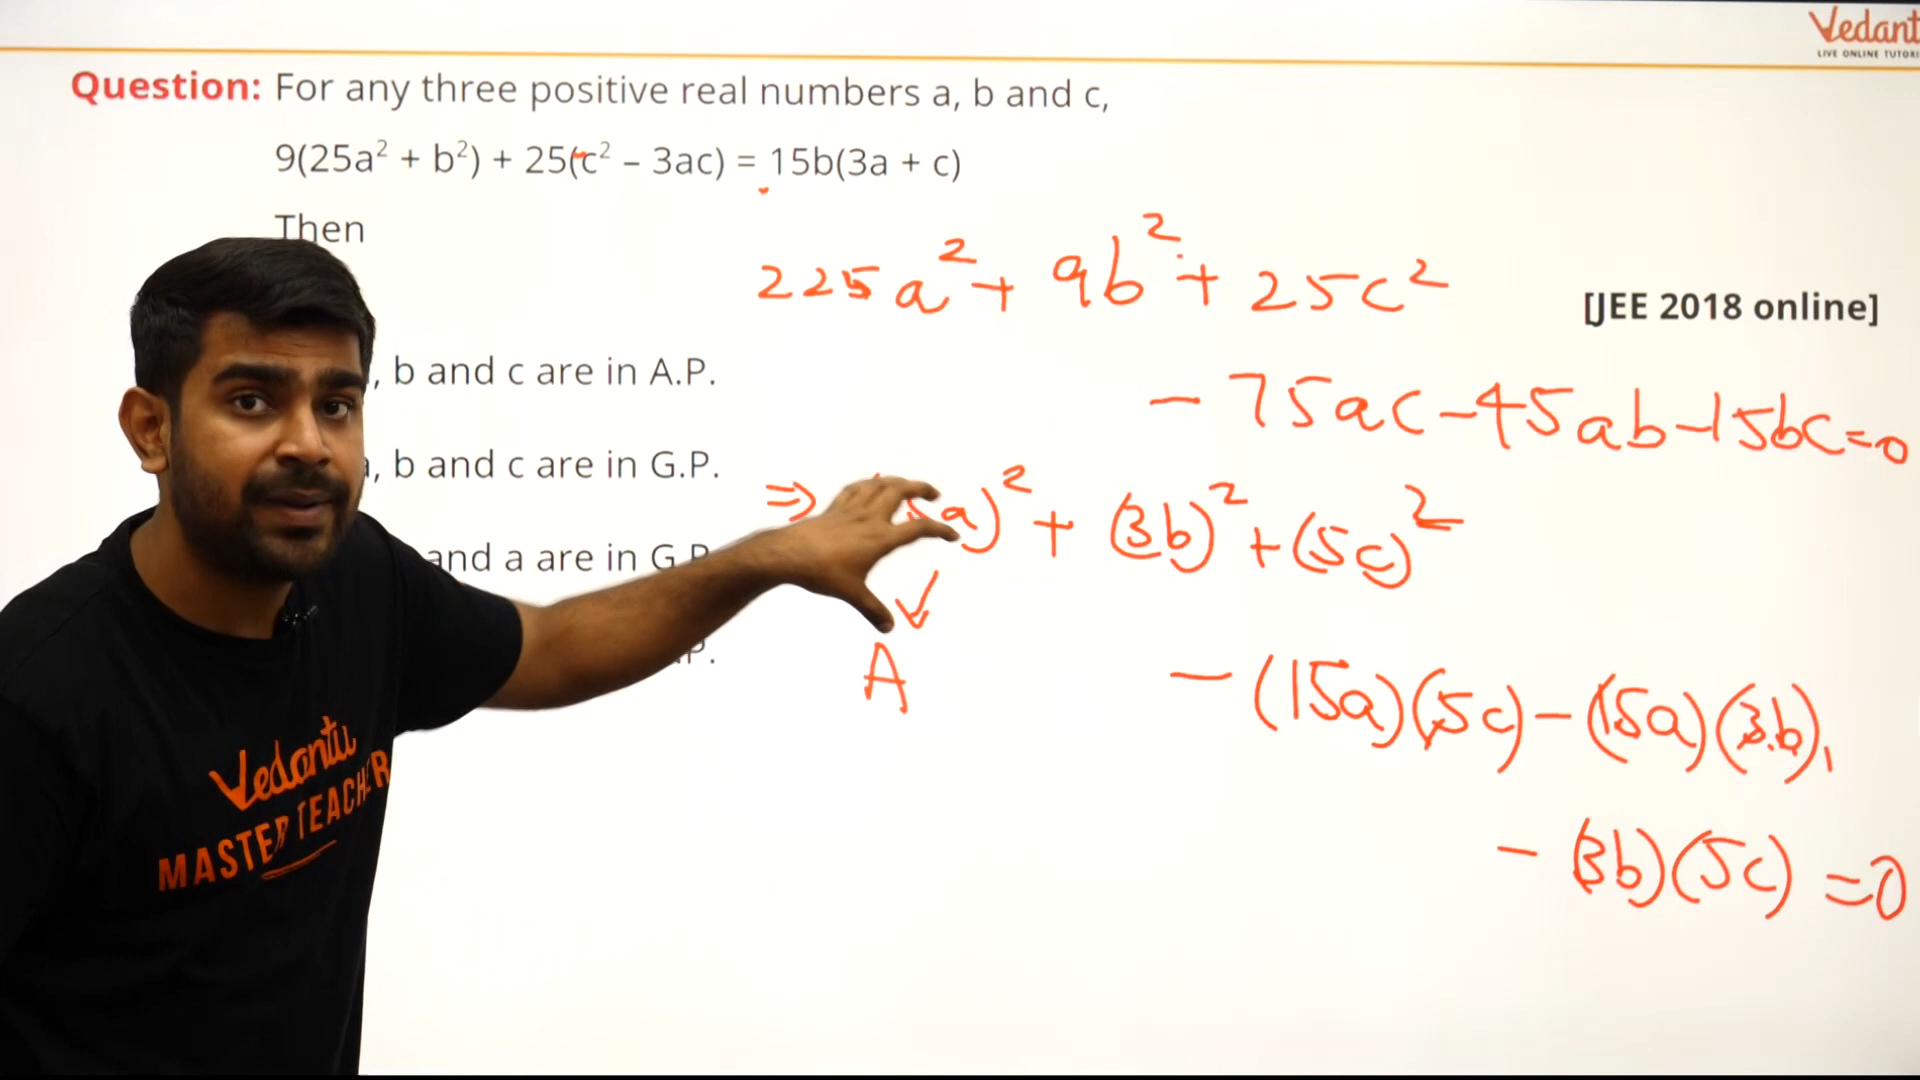 Vedant
LIVE ONLINE TUTORI
Question: For any three positive real numbers a, b and c,
9(25a² + b²) + 25(c² – 3ac) = 15b(3a + c)
Then
225a² + 9b² + 25c²
[JEE 2018 online]
, b and c are in A.P.
- 75ac - 45ab - 15bc = 0
, b and c are in G.P.
⇒ 5a)² + (3b)² + (5c)²
and a are in G.P.
A
.P.
- (15a)(5c) - (15a)(3b)
- (3b)(5c) = 0
Vedantu
MASTER TEACHER